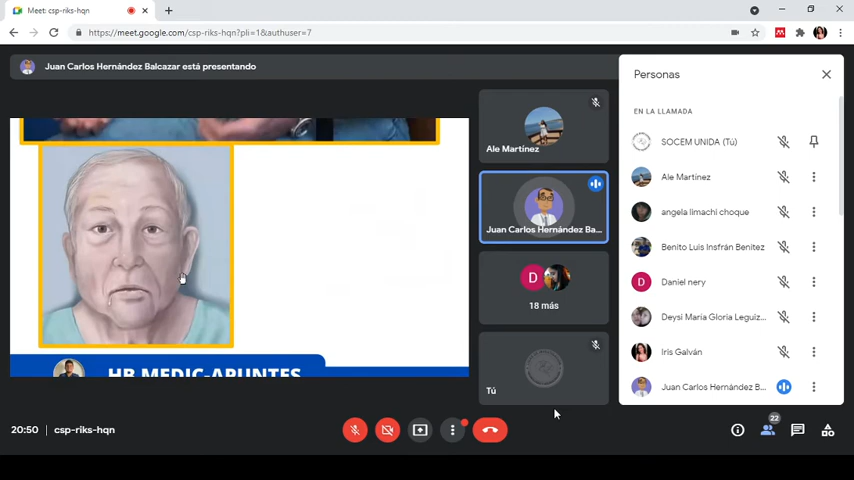 Meet: csp-riks-hqn
https://meet.google.com/csp-riks-hqn?pli=1&authuser=7
Juan Carlos Hernández Balcazar está presentando
Personas
EN LA LLAMADA
SOCEM UNIDA (Tú)
Ale Martínez
angela limachi choque
Benito Luis Insfrán Benitez
Daniel nery
Deysi María Gloria Leguiz...
Iris Galván
Juan Carlos Hernández B...
Ale Martínez
Juan Carlos Hernández Ba...
D
D
18 más
Tú
HB MEDIC-APUNTES
20:50
csp-riks-hqn
22